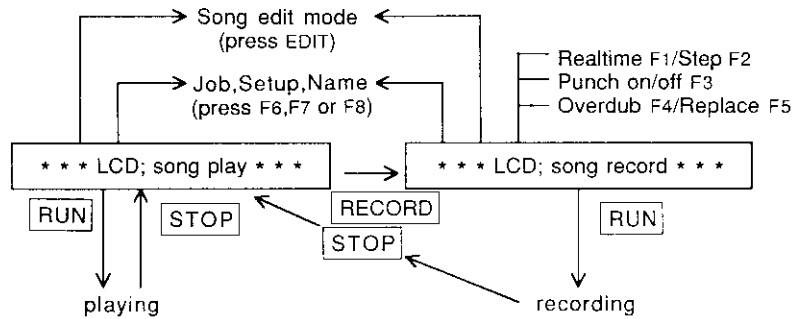 Song edit mode
(press EDIT)
Realtime F1/Step F2
Punch on/off F3
Overdub F4/Replace F5
Job,Setup,Name
(press F6,F7 or F8)
* * * LCD; song play * * *
* * * LCD; song record * * *
RUN
STOP
RECORD
STOP
RUN
playing
recording